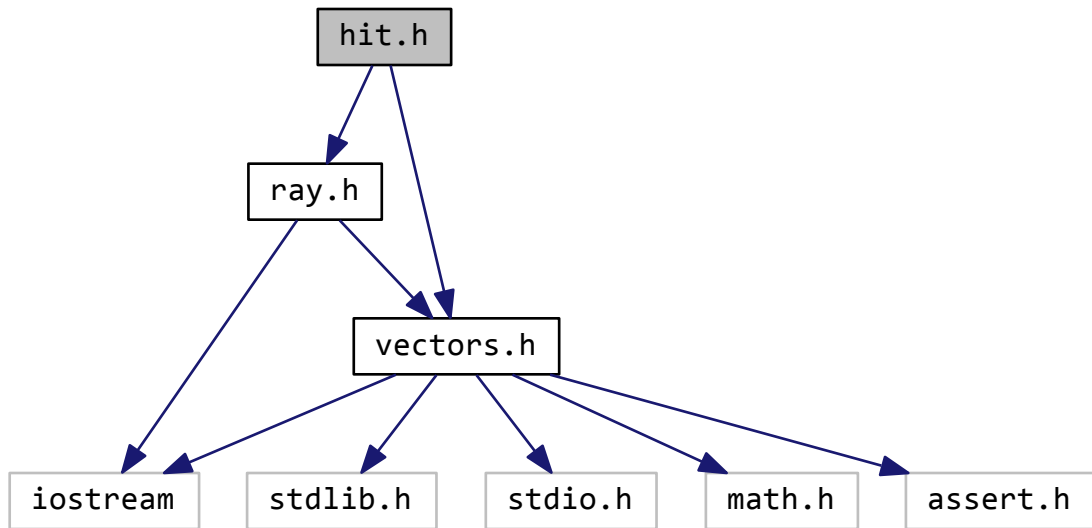 hit.h
ray.h
vectors.h
iostream
stdlib.h
stdio.h
math.h
assert.h